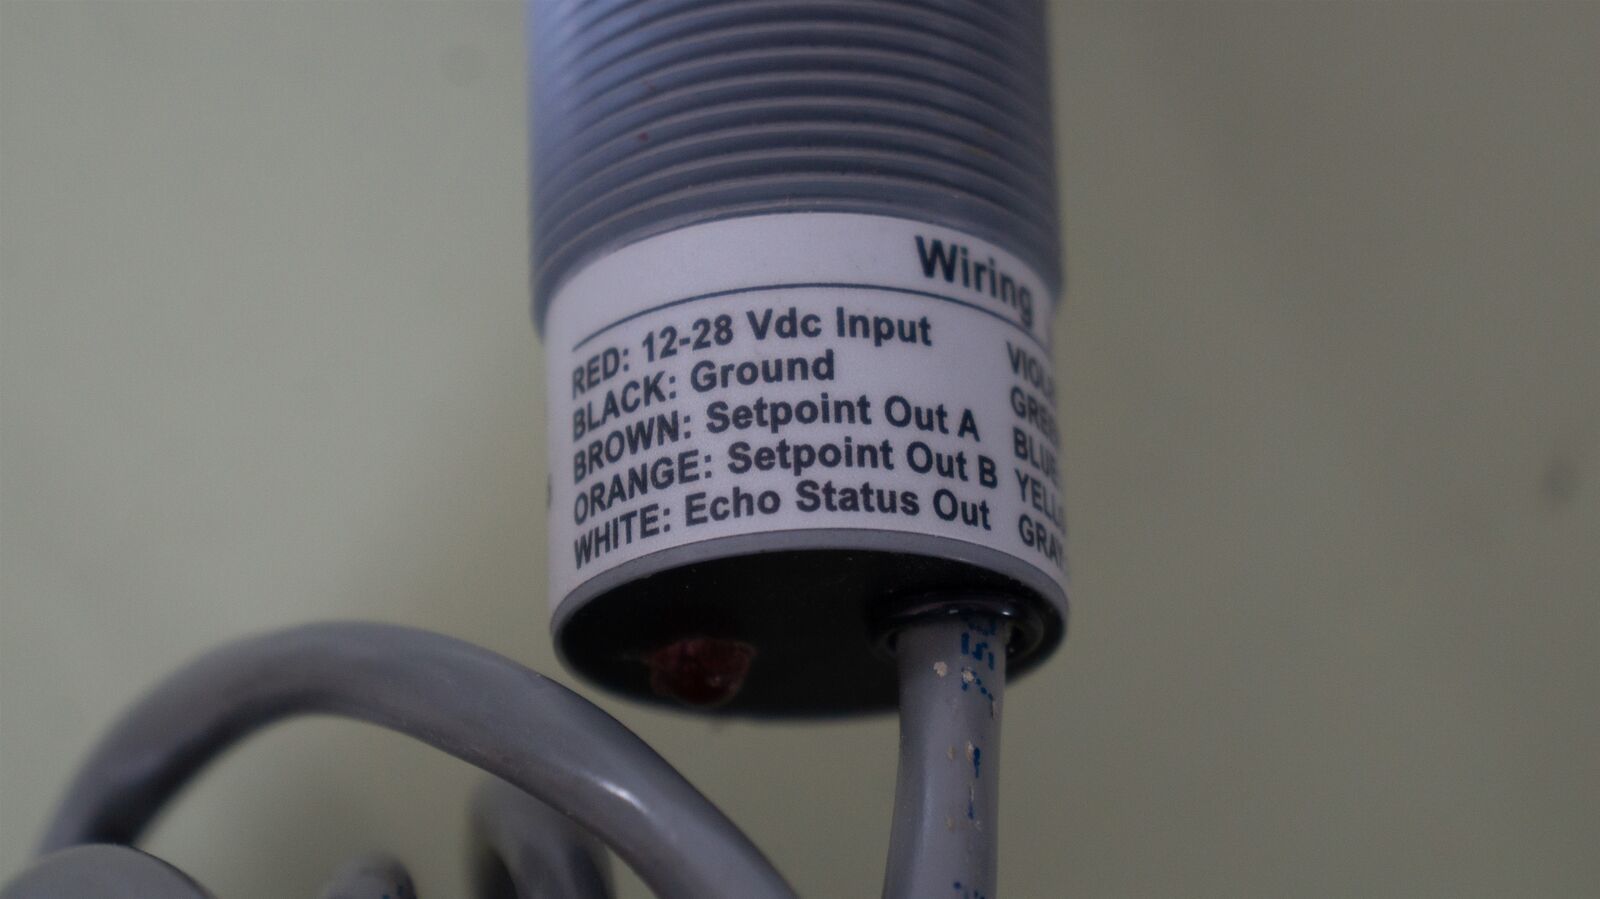 Wiring
RED: 12-28 Vdc Input
BLACK: Ground
BROWN: Setpoint Out A
ORANGE: Setpoint Out B
WHITE: Echo Status Out